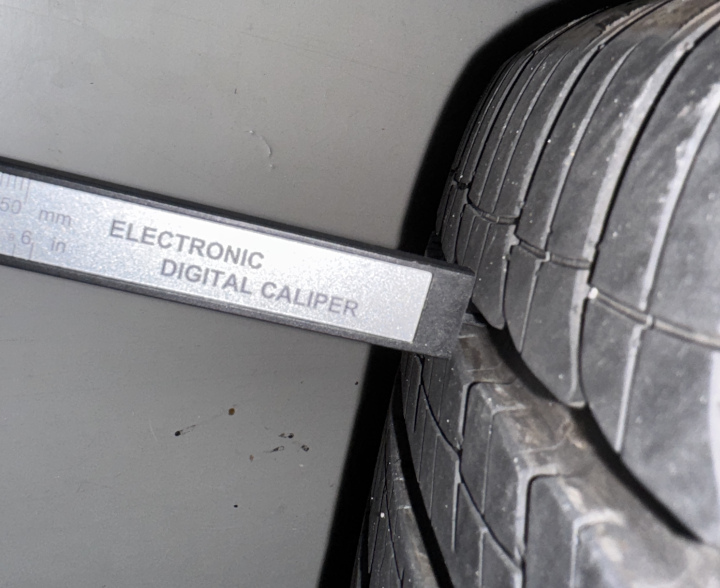 50 mm
6 in
ELECTRONIC
DIGITAL CALIPER